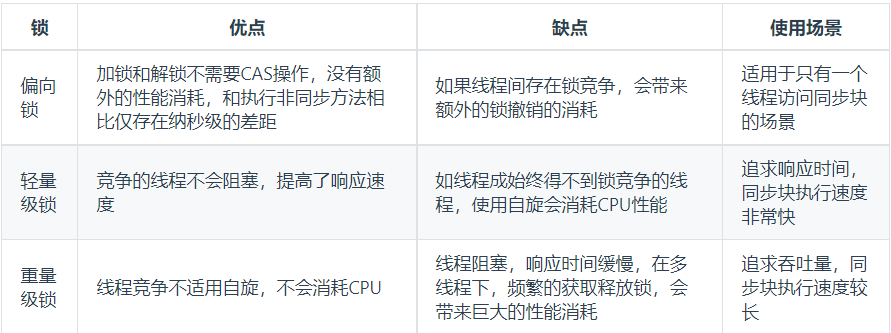 锁 优点 缺点 使用场景
偏向
锁
加锁和解锁不需要CAS操作，没有额
外的性能消耗，和执行非同步方法相
比仅存在纳秒级的差距
如果线程间存在锁竞争，会带来
额外的锁撤销的消耗
适用于只有一个
线程访问同步块
的场景
轻量
级锁
竞争的线程不会阻塞，提高了响应速
度
如线程成始终得不到锁竞争的线
程，使用自旋会消耗CPU性能
追求响应时间，
同步块执行速度
非常快
重量
级锁
线程竞争不适用自旋，不会消耗CPU
线程阻塞，响应时间缓慢，在多
线程下，频繁的获取释放锁，会
带来巨大的性能消耗
追求吞吐量，同
步块执行速度较
长